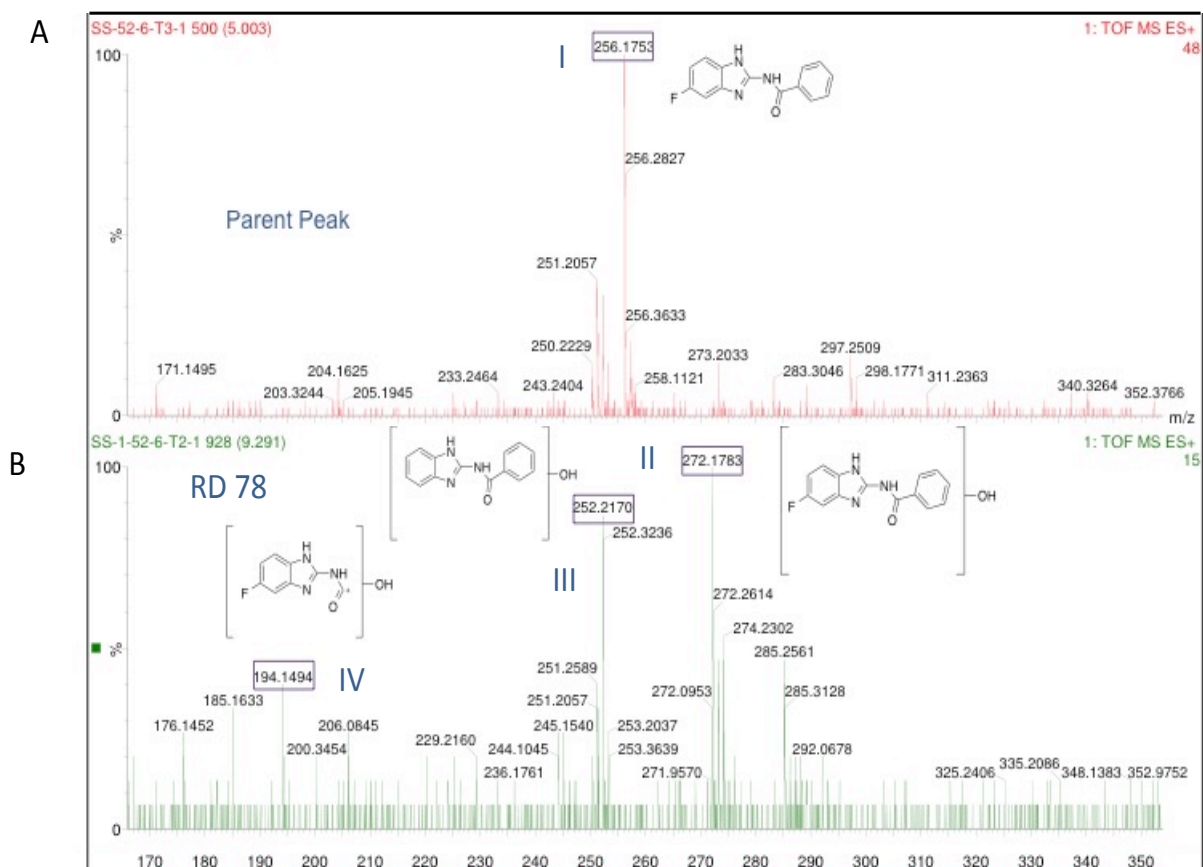 A
SS-52-6-T3-1 500 (5.003)
1: TOF MS ES+
48
100
I
256.1753
H
N
NH
F
N
O
256.2827
Parent Peak
%
251.2057
256.3633
250.2229
171.1495
204.1625
203.3244
205.1945
233.2464
243.2404
258.1121
273.2033
283.3046
297.2509
298.1771
311.2363
340.3264
352.3766
0
m/z
B
SS-1-52-6-T2-1 928 (9.291)
1: TOF MS ES+
15
100
RD 78
H
N
NH
N
O
OH
II
272.1783
H
N
NH
F
N
O
OH
252.2170
252.3236
III
H
N
NH
F
N
O
+
OH
272.2614
274.2302
%
194.1494
IV
251.2589
285.2561
185.1633
251.2057
272.0953
285.3128
176.1452
206.0845
200.3454
229.2160
245.1540
244.1045
236.1761
253.2037
253.3639
271.9570
292.0678
325.2406
335.2086
348.1383
352.9752
0
170 180 190 200 210 220 230 240 250 260 270 280 290 300 310 320 330 340 350